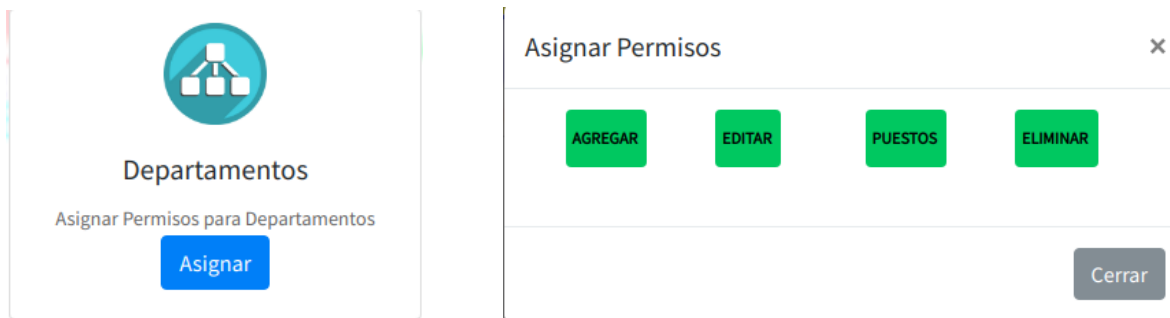 Departamentos
Asignar Permisos para Departamentos
Asignar
Asignar Permisos ×
AGREGAR EDITAR PUESTOS ELIMINAR
Cerrar